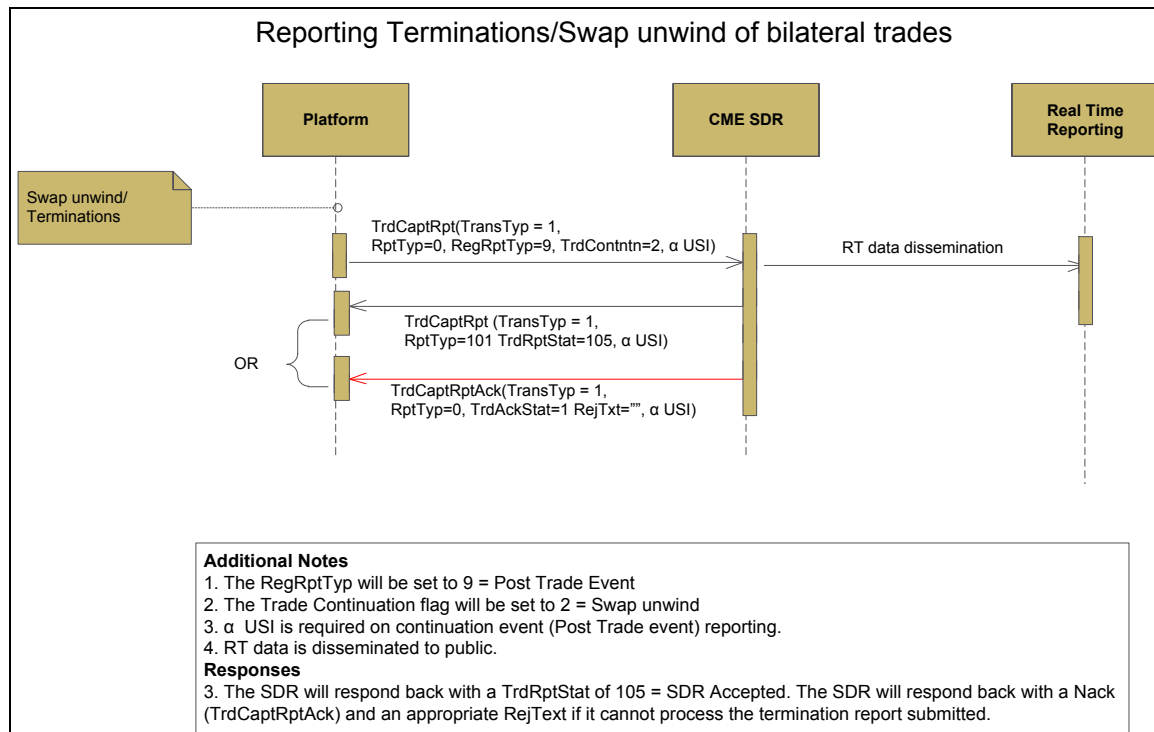 Reporting Terminations/Swap unwind of bilateral trades
Platform
CME SDR
Real Time
Reporting
Swap unwind/
Terminations
TrdCaptRpt(TransTyp = 1,
RptTyp=0, RegRptTyp=9, TrdContntn=2, α USI)
RT data dissemination
TrdCaptRpt (TransTyp = 1,
RptTyp=101 TrdRptStat=105, α USI)
OR
TrdCaptRptAck(TransTyp = 1,
RptTyp=0, TrdAckStat=1 RejTxt=””, α USI)
Additional Notes
1. The RegRptTyp will be set to 9 = Post Trade Event
2. The Trade Continuation flag will be set to 2 = Swap unwind
3. α  USI is required on continuation event (Post Trade event) reporting.
4. RT data is disseminated to public.
Responses
3. The SDR will respond back with a TrdRptStat of 105 = SDR Accepted. The SDR will respond back with a Nack
(TrdCaptRptAck) and an appropriate RejText if it cannot process the termination report submitted.